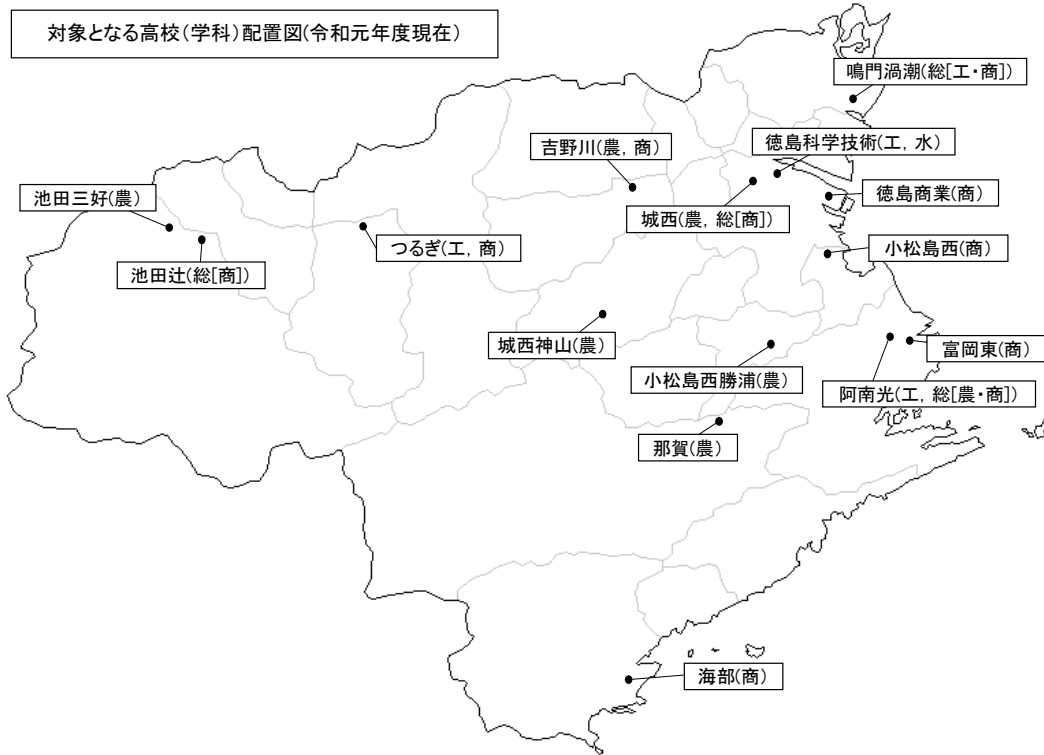 対象となる高校(学科)配置図(令和元年度現在)
鳴門渦潮(総[工・商])
吉野川(農, 商)
徳島科学技術(工, 水)
池田三好(農)
徳島商業(商)
城西(農, 総[商])
つるぎ(工, 商)
小松島西(商)
池田辻(総[商])
城西神山(農)
富岡東(商)
小松島西勝浦(農)
阿南光(工, 総[農・商])
那賀(農)
海部(商)